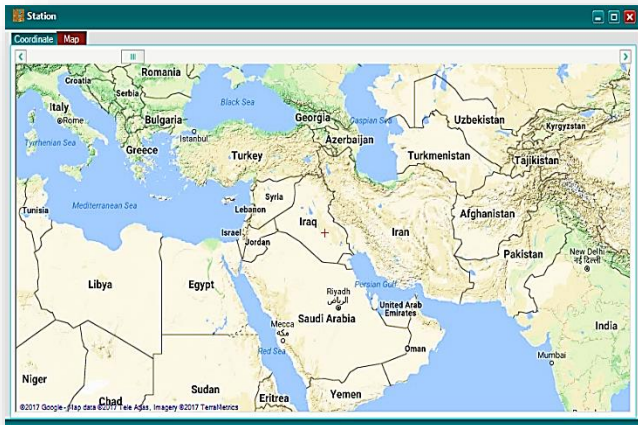 Station
Coordinate Map
Romania
Croatia
Serbia
Italy
Rome
Black Sea
Bulgaria
Istanbul
Georgia
Caspian Sea
Uzbekistan
Kyrgyzstan
Azerbaijan
Tyrrhenian Sea
Greece
Turkey
Turkmenistan
Tajikistan
Tunisia
Mediterranean Sea
Syria
Lebanon
Iraq
Iran
Afghanistan
Israel
Jordan
Pakistan
New Delhi
नई दिल्ली
Libya
Egypt
Persian Gulf
Riyadh
الرياض
United Arab
Emirates
Saudi Arabia
Mecca
مكة
India
Red Sea
Oman
Mumbai
Niger
Chad
Sudan
Eritrea
Yemen
©2017 Google - Map data ©2017 Tele Atlas, Imagery ©2017 TerraMetrics